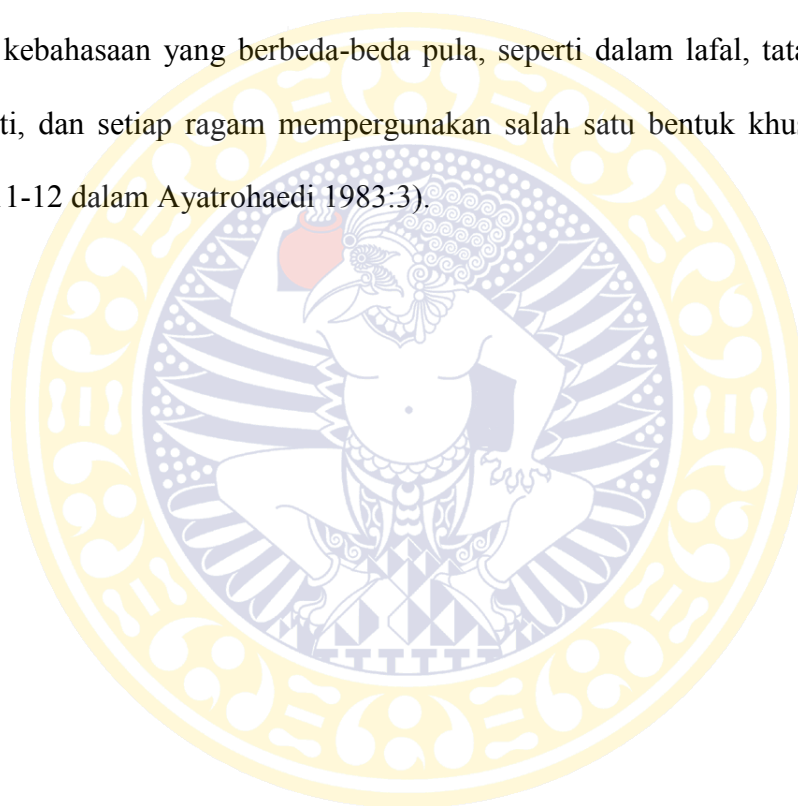 kebahasaan yang berbeda-beda pula, seperti dalam lafal, tata
ti, dan setiap ragam mempergunakan salah satu bentuk khus
1-12 dalam Ayatrohaedi 1983:3).